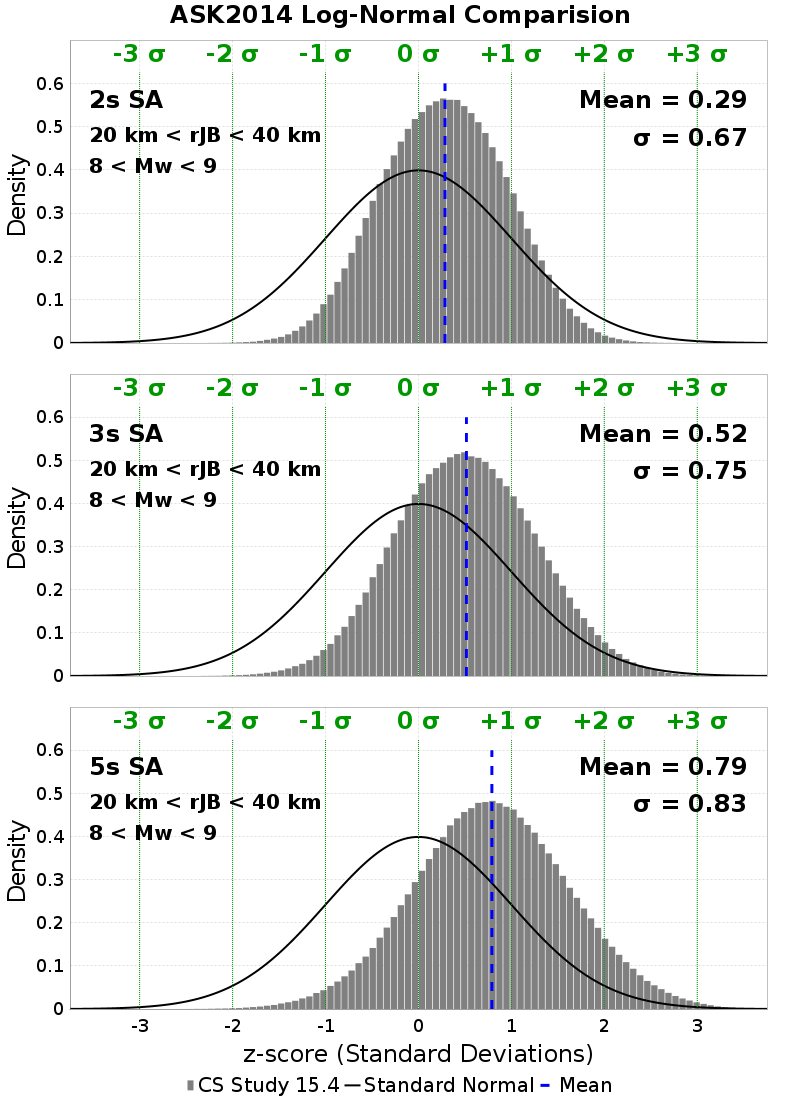 ASK2014 Log-Normal Comparision
-3 σ -2 σ -1 σ 0 σ +1 σ +2 σ +3 σ
0.6
2s SA Mean = 0.29
0.5
20 km < rJB < 40 km σ = 0.67
8 < Mw < 9
0.4
0.3
0.2
0.1
0
Density
-3 σ -2 σ -1 σ 0 σ +1 σ +2 σ +3 σ
0.6
3s SA Mean = 0.52
0.5
20 km < rJB < 40 km σ = 0.75
8 < Mw < 9
0.4
0.3
0.2
0.1
0
Density
-3 σ -2 σ -1 σ 0 σ +1 σ +2 σ +3 σ
0.6
5s SA Mean = 0.79
0.5
20 km < rJB < 40 km σ = 0.83
8 < Mw < 9
0.4
0.3
0.2
0.1
0
Density
-3 -2 -1 0 1 2 3
z-score (Standard Deviations)
CS Study 15.4 Standard Normal Mean